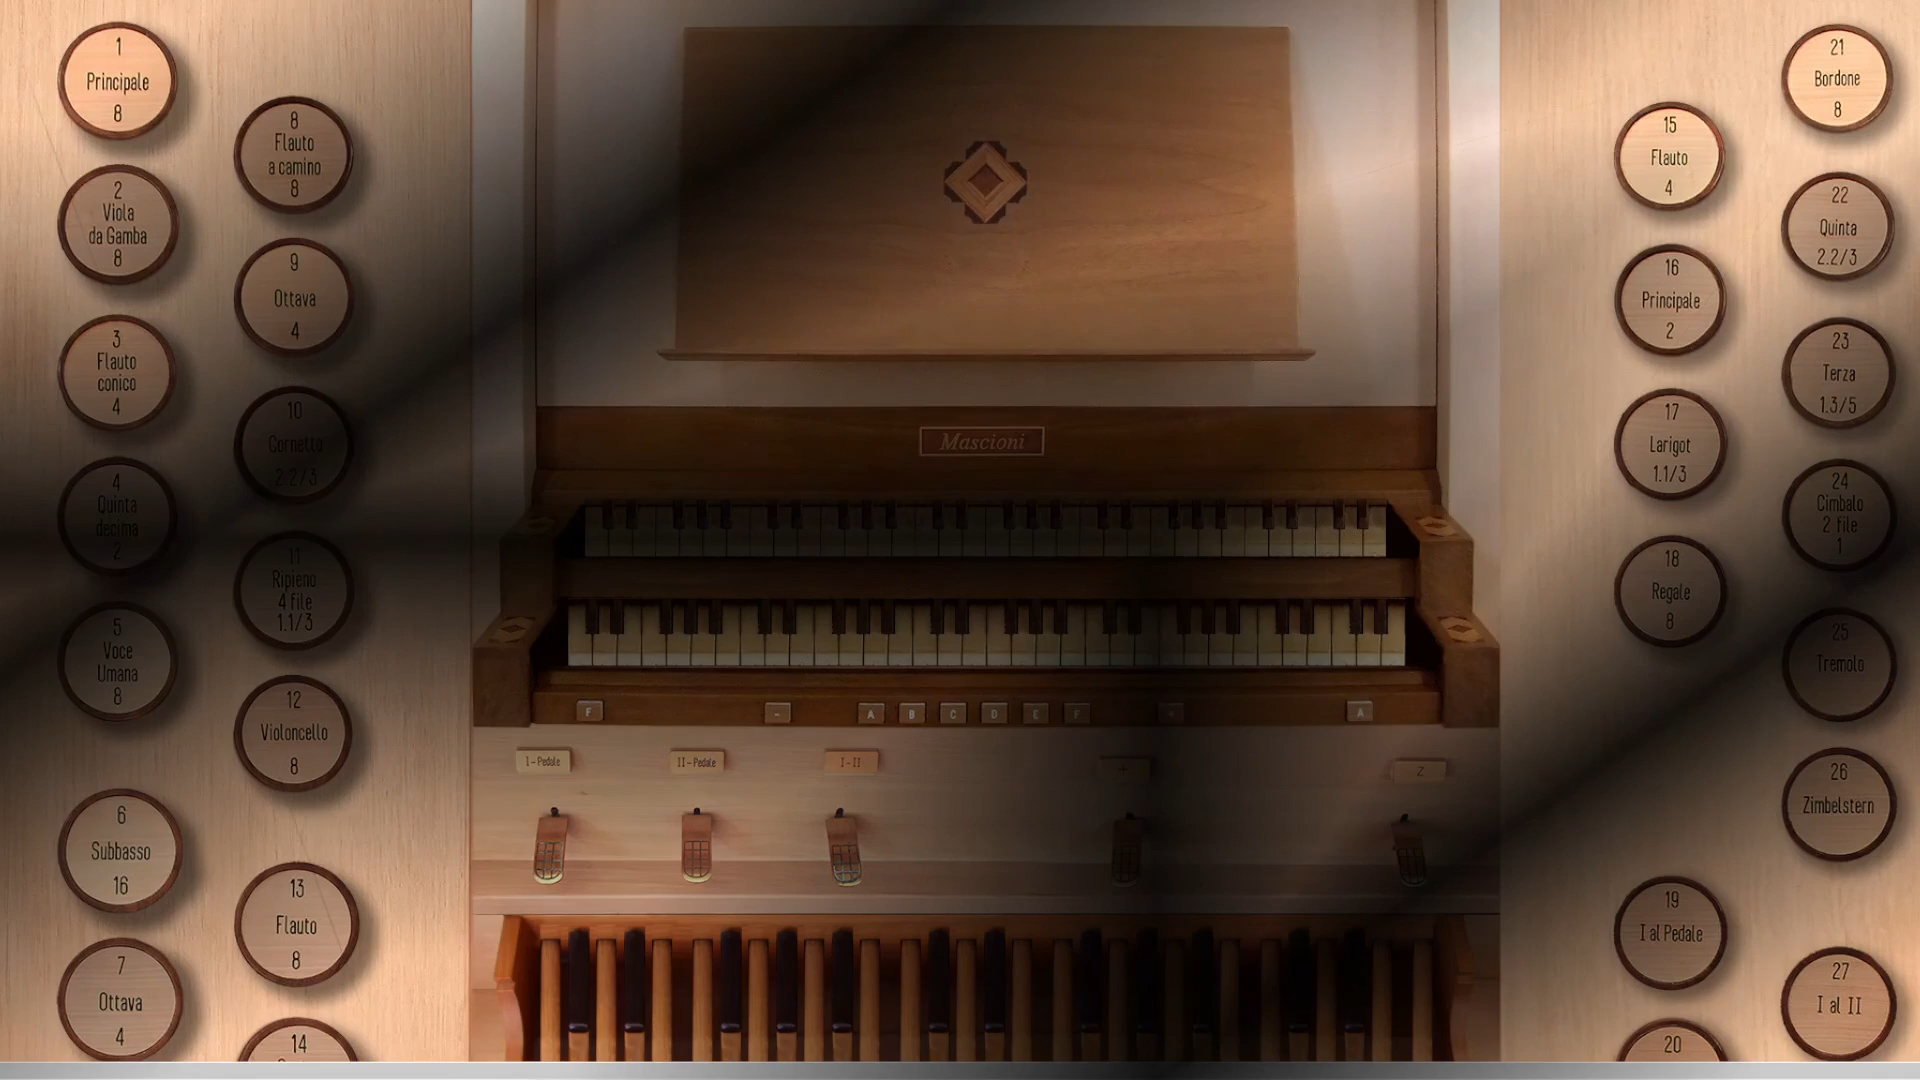 1
Principale
8
2
Viola
da Gamba
8
3
Flauto
conico
4
4
Quinta
decima
2
5
Voce
Umana
8
6
Subbasso
16
7
Ottava
4
8
Flauto
a camino
8
9
Ottava
4
10
Cornetto
2.2/3
11
Ripieno
4 file
1.1/3
12
Violoncello
8
13
Flauto
8
14
Mascioni
F
-
A
B
C
D
E
F
+
A
I-Pedale
II-Pedale
I-II
+
Z
15
Flauto
4
16
Principale
2
17
Larigot
1.1/3
18
Regale
8
19
I al Pedale
20
21
Bordone
8
22
Quinta
2.2/3
23
Terza
1.3/5
24
Cimbalo
2 file
1
25
Tremolo
26
Zimbelstern
27
I al II